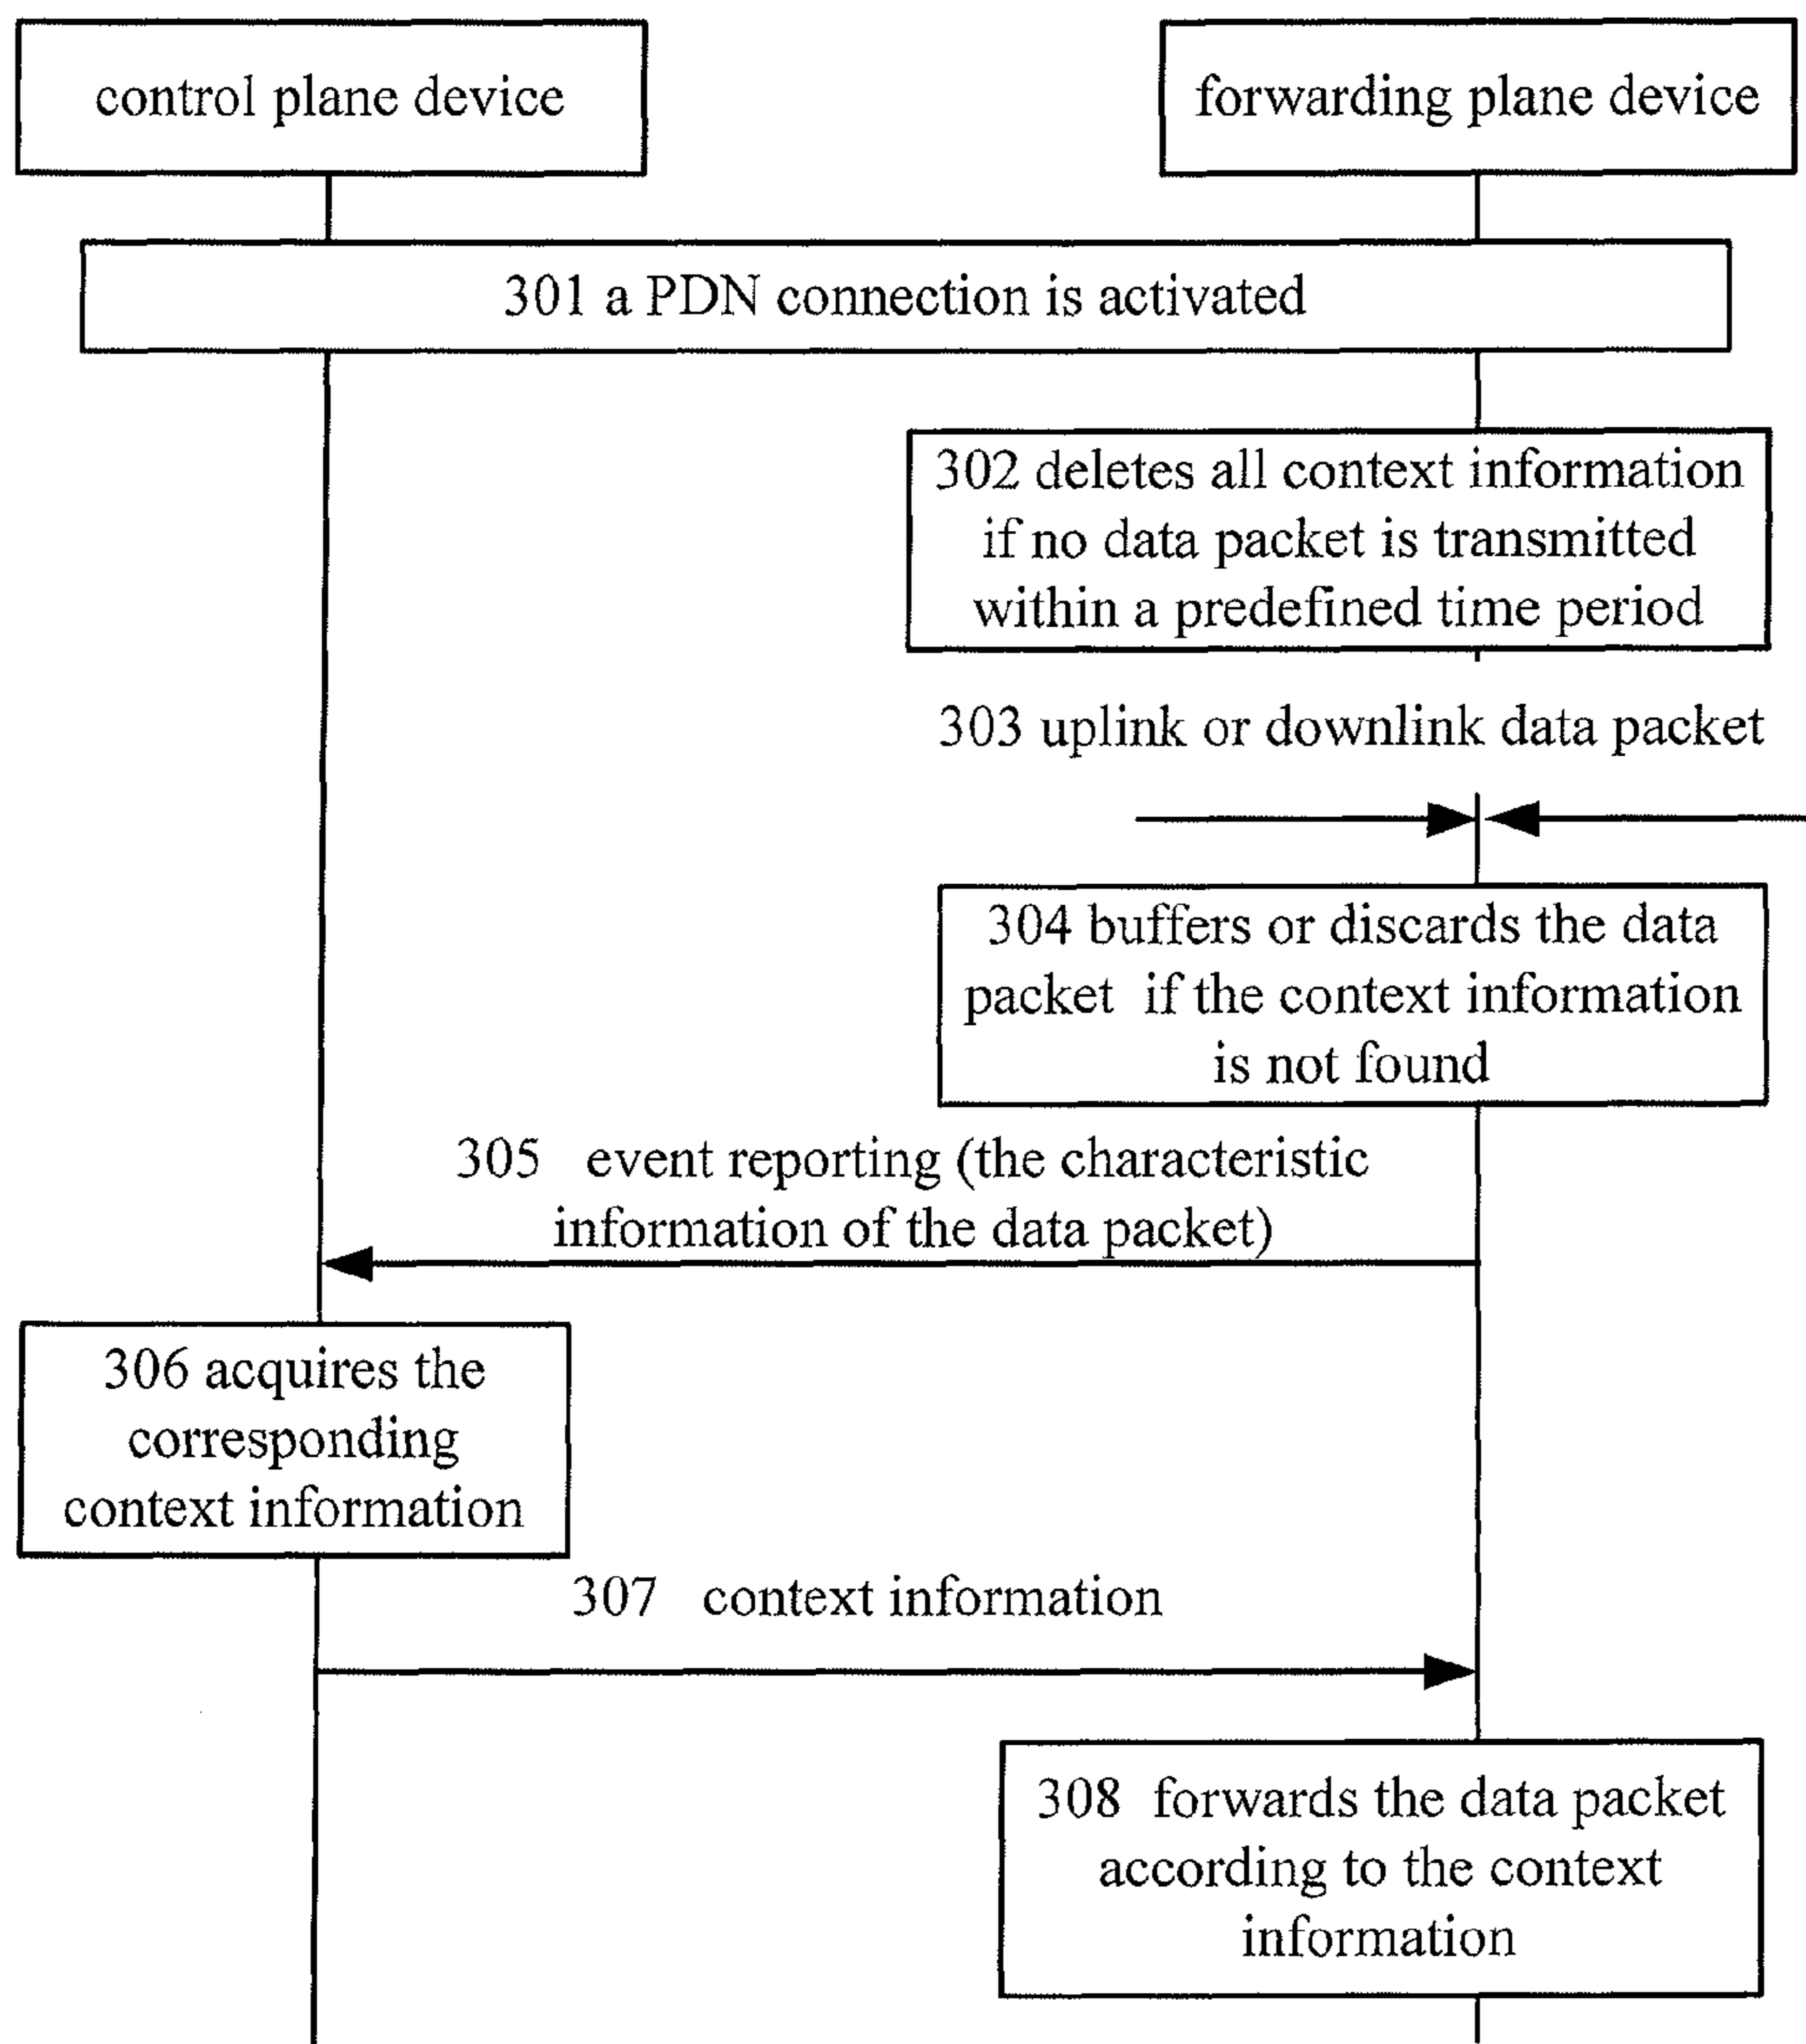 control plane device
forwarding plane device
301 a PDN connection is activated
302 deletes all context information
if no data packet is transmitted
within a predefined time period
303 uplink or downlink data packet
304 buffers or discards the data
packet if the context information
is not found
305 event reporting (the characteristic
information of the data packet)
306 acquires the
corresponding
context information
307 context information
308 forwards the data packet
according to the context
information